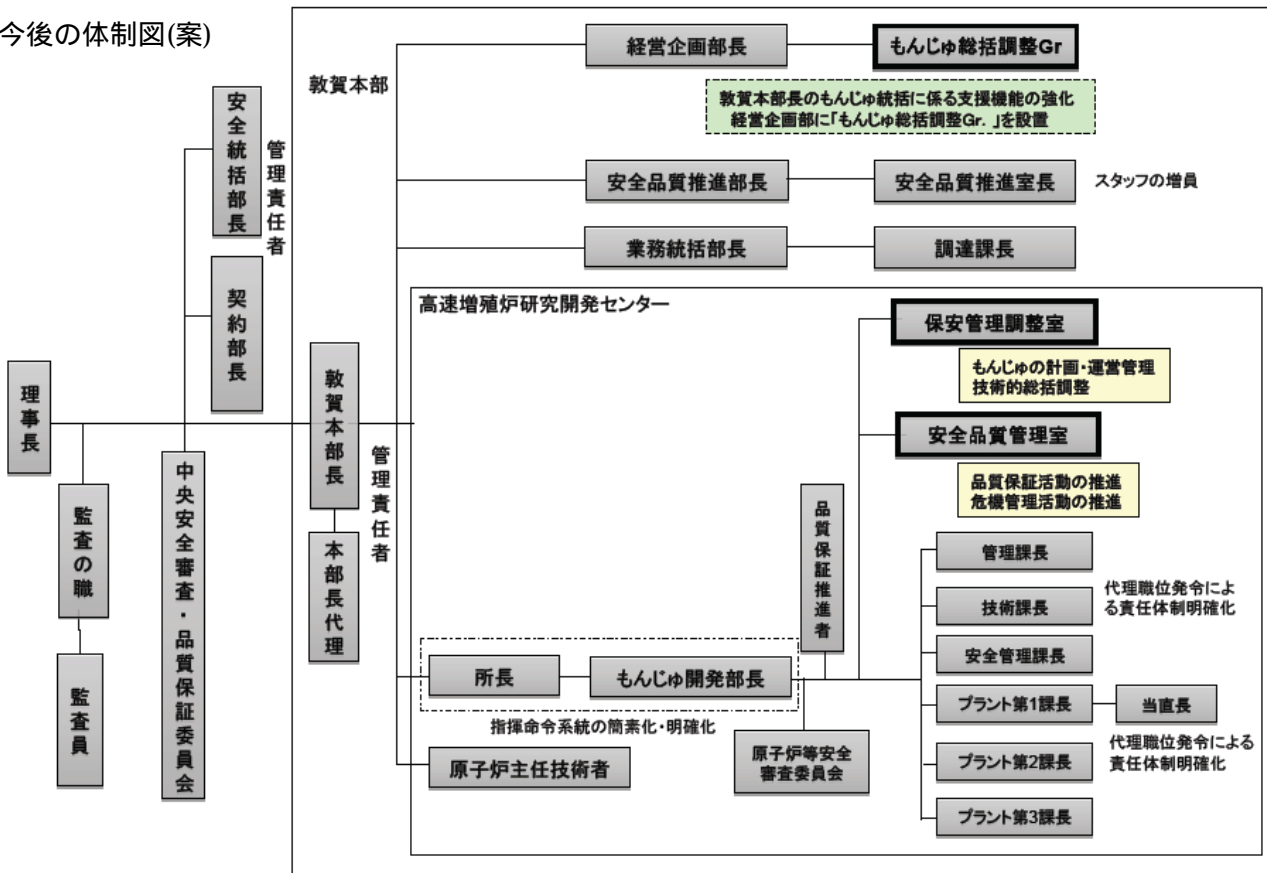 今後の体制図(案)
敦賀本部
経営企画部長
もんじゅ総括調整Gr
敦賀本部長のもんじゅ統括に係る支援機能の強化
経営企画部に「もんじゅ総括調整Gr.」を設置
安全統括部長
管理責任者
安全品質推進部長
安全品質推進室長
スタッフの増員
業務統括部長
調達課長
契約部長
高速増殖炉研究開発センター
保安管理調整室
もんじゅの計画・運営管理
技術的総括調整
安全品質管理室
品質保証活動の推進
危機管理活動の推進
理事長
敦賀本部長
管理責任者
本部長代理
監査の職
監査員
中央安全審査・品質保証委員会
品質保証推進者
管理課長
技術課長
代理職位発令によ
る責任体制明確化
安全管理課長
所長
もんじゅ開発部長
プラント第1課長
当直長
指揮命令系統の簡素化・明確化
代理職位発令による
責任体制明確化
原子炉主任技術者
原子炉等安全
審査委員会
プラント第2課長
プラント第3課長